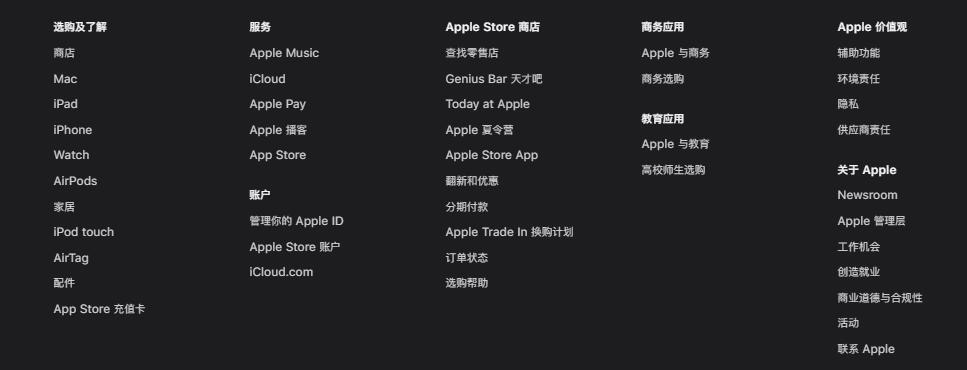 选购及了解
商店
Mac
iPad
iPhone
Watch
AirPods
家居
iPod touch
AirTag
配件
App Store 充值卡
服务
Apple Music
iCloud
Apple Pay
Apple 播客
App Store
账户
管理你的 Apple ID
Apple Store 账户
iCloud.com
Apple Store 商店
查找零售店
Genius Bar 天才吧
Today at Apple
Apple 夏令营
Apple Store App
翻新和优惠
分期付款
Apple Trade In 换购计划
订单状态
选购帮助
商务应用
Apple 与商务
商务选购
教育应用
Apple 与教育
高校师生选购
Apple 价值观
辅助功能
环境责任
隐私
供应商责任
关于 Apple
Newsroom
Apple 管理层
工作机会
创造就业
商业道德与合规性
活动
联系 Apple